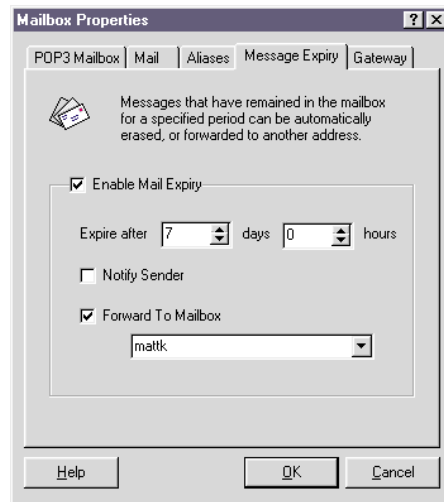 Mailbox Properties
POP3 Mailbox Mail Aliases Message Expiry Gateway
Messages that have remained in the mailbox
for a specified period can be automatically
erased, or forwarded to another address.
Enable Mail Expiry
Expire after 7 days 0 hours
Notify Sender
Forward To Mailbox
mattk
Help OK Cancel